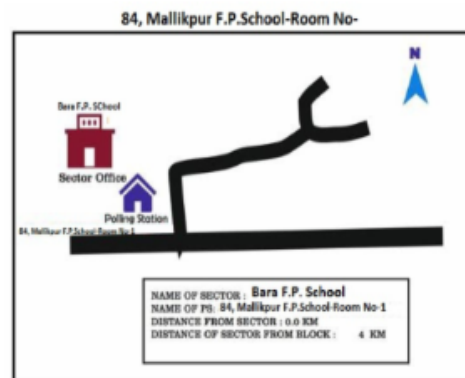 84, Mallikpur F.P.School-Room No-
N
Bara F.P. SChool
Sector Office
Polling Station
84, Mallikpur F.P.School-Room No-1
NAME OF SECTOR : Bara F.P. School
NAME OF PS: 84, Mallikpur F.P.School-Room No-1
DISTANCE FROM SECTOR : 0.0 KM
DISTANCE OF SECTOR FROM BLOCK : 4 KM